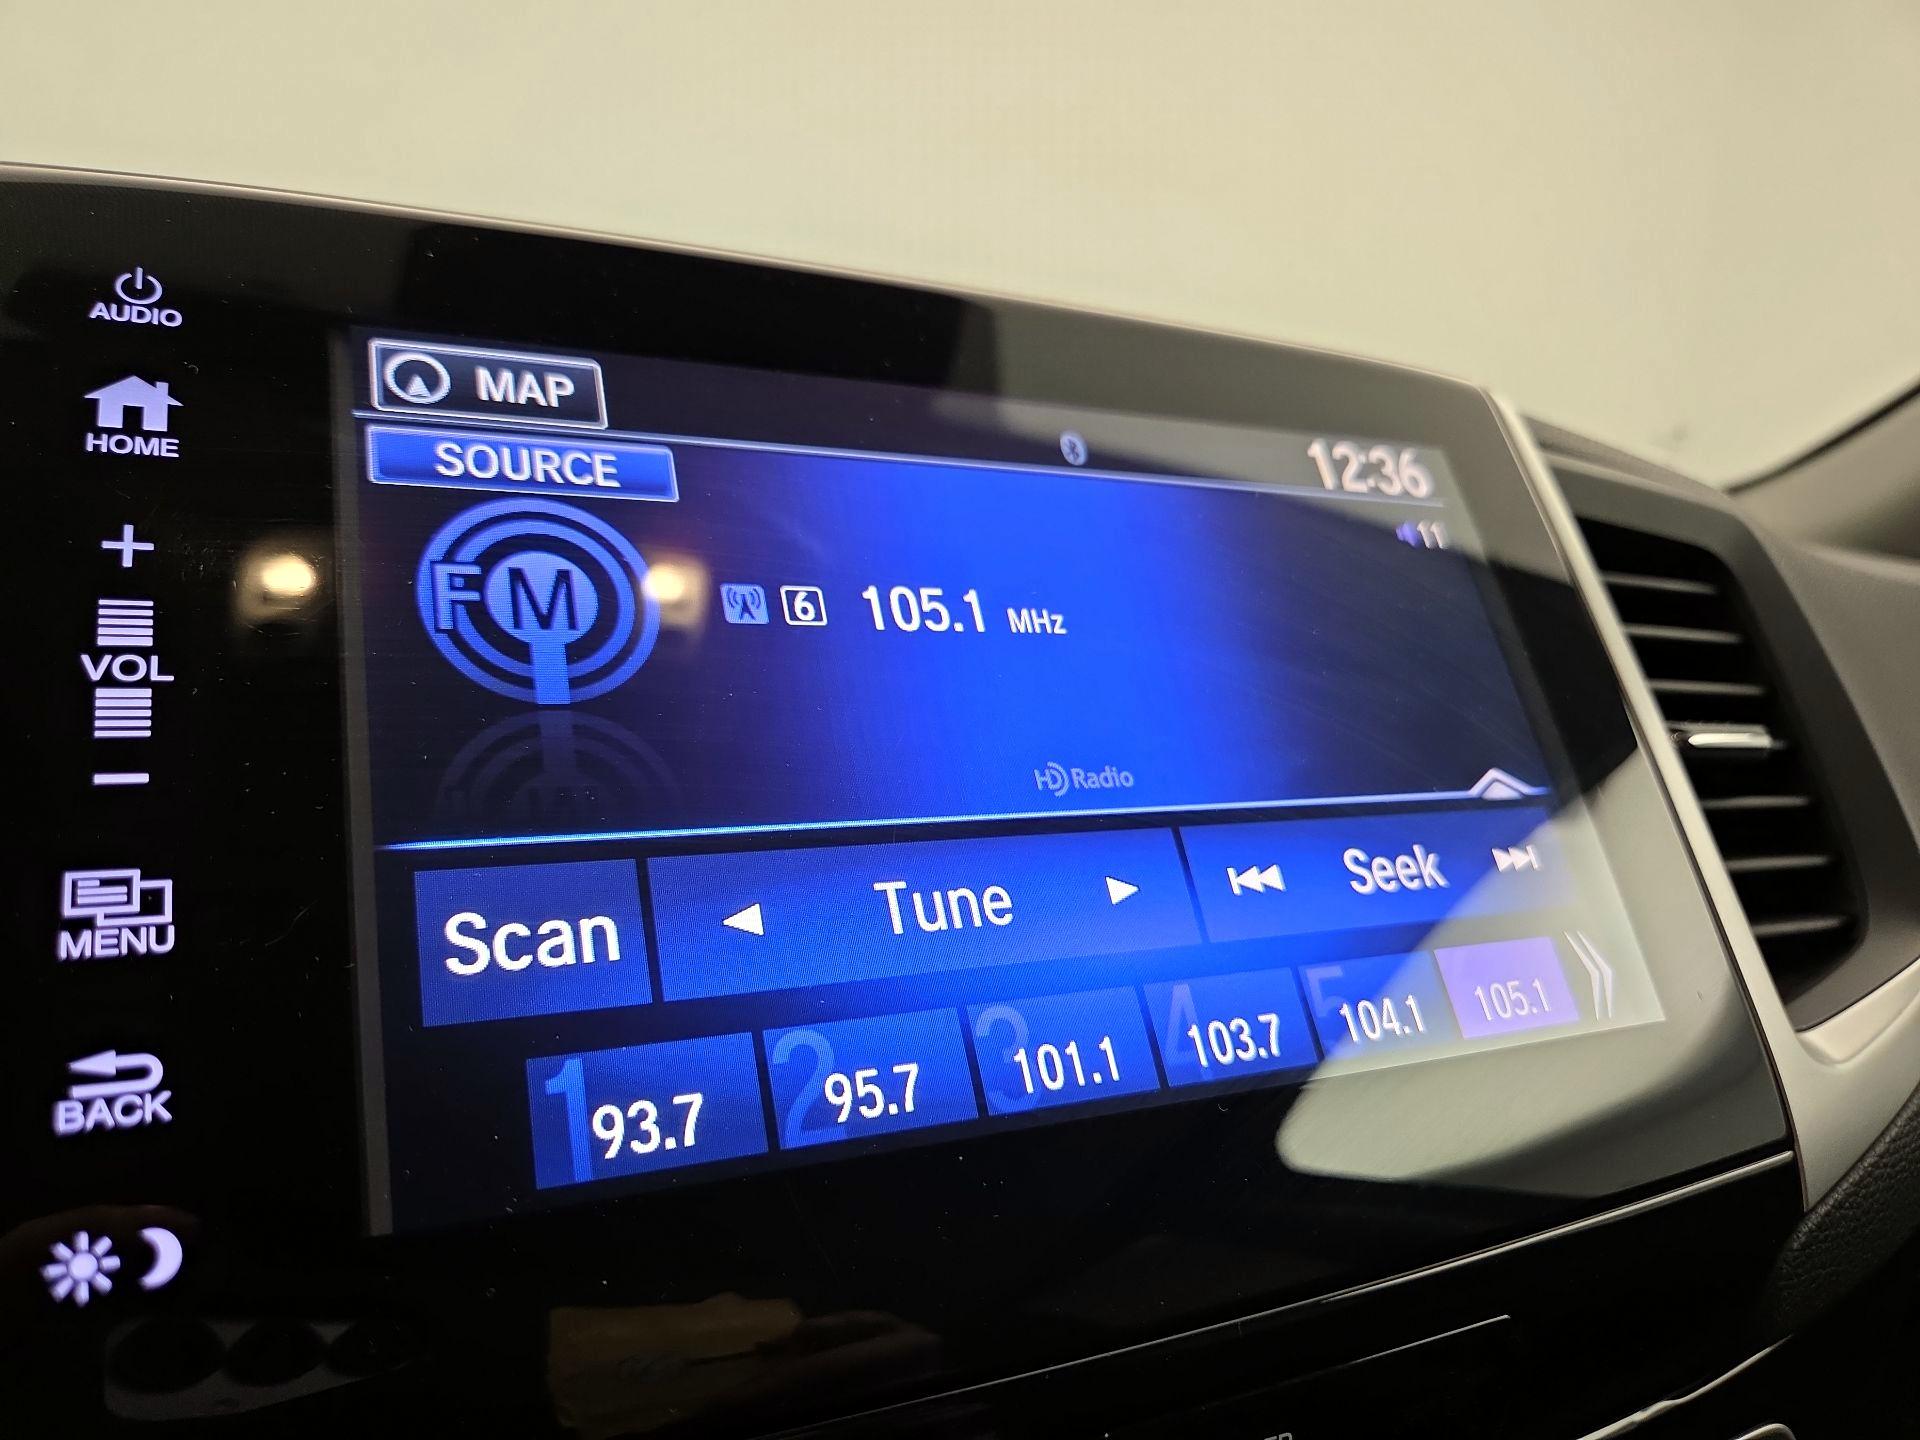 AUDIO
HOME
+
VOL
−
MENU
BACK
MAP
12:36
SOURCE
11
FM
6 105.1 MHz
HD Radio
Scan
Tune
Seek
1 93.7
2 95.7
3 101.1
4 103.7
5 104.1
105.1